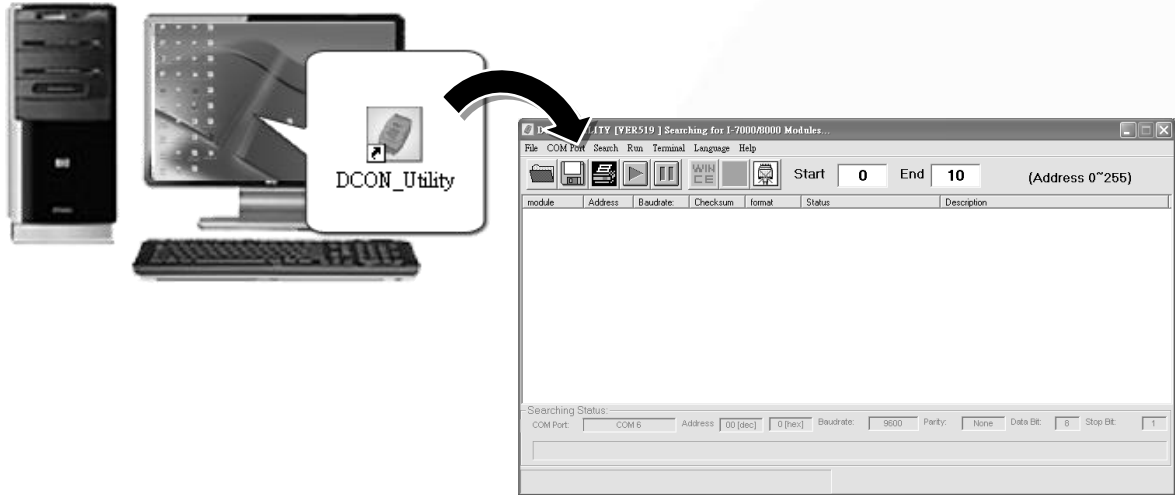 DCON_Utility
LITY [VER519 ] Searching for I-7000/8000 Modules...
File COM Port Search Run Terminal Language Help
WIN CE Start 0 End 10 (Address 0~255)
module Address Baudrate: Checksum format Status Description
Searching Status:
COM Port: COM 6 Address 00 [dec] 0 [hex] Baudrate: 9600 Parity: None Data Bit: 8 Stop Bit: 1